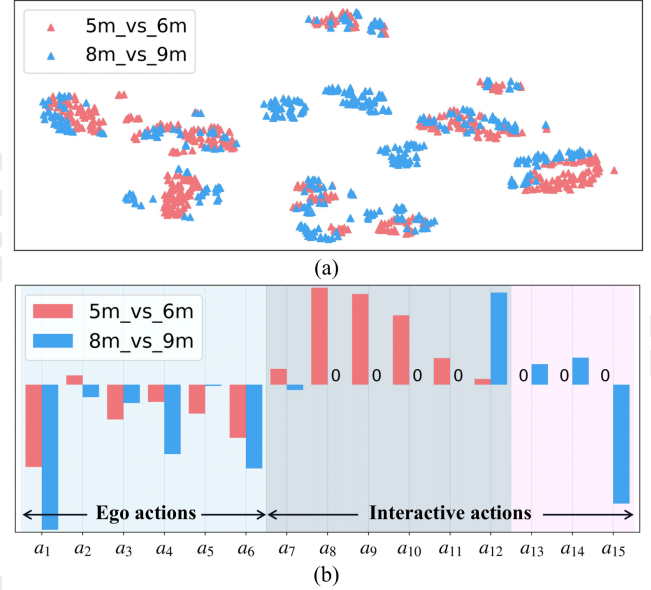 5m_vs_6m
8m_vs_9m
(a)
5m_vs_6m
8m_vs_9m
0 0 0 0 0 0 0
Ego actions Interactive actions
a1 a2 a3 a4 a5 a6 a7 a8 a9 a10 a11 a12 a13 a14 a15
(b)